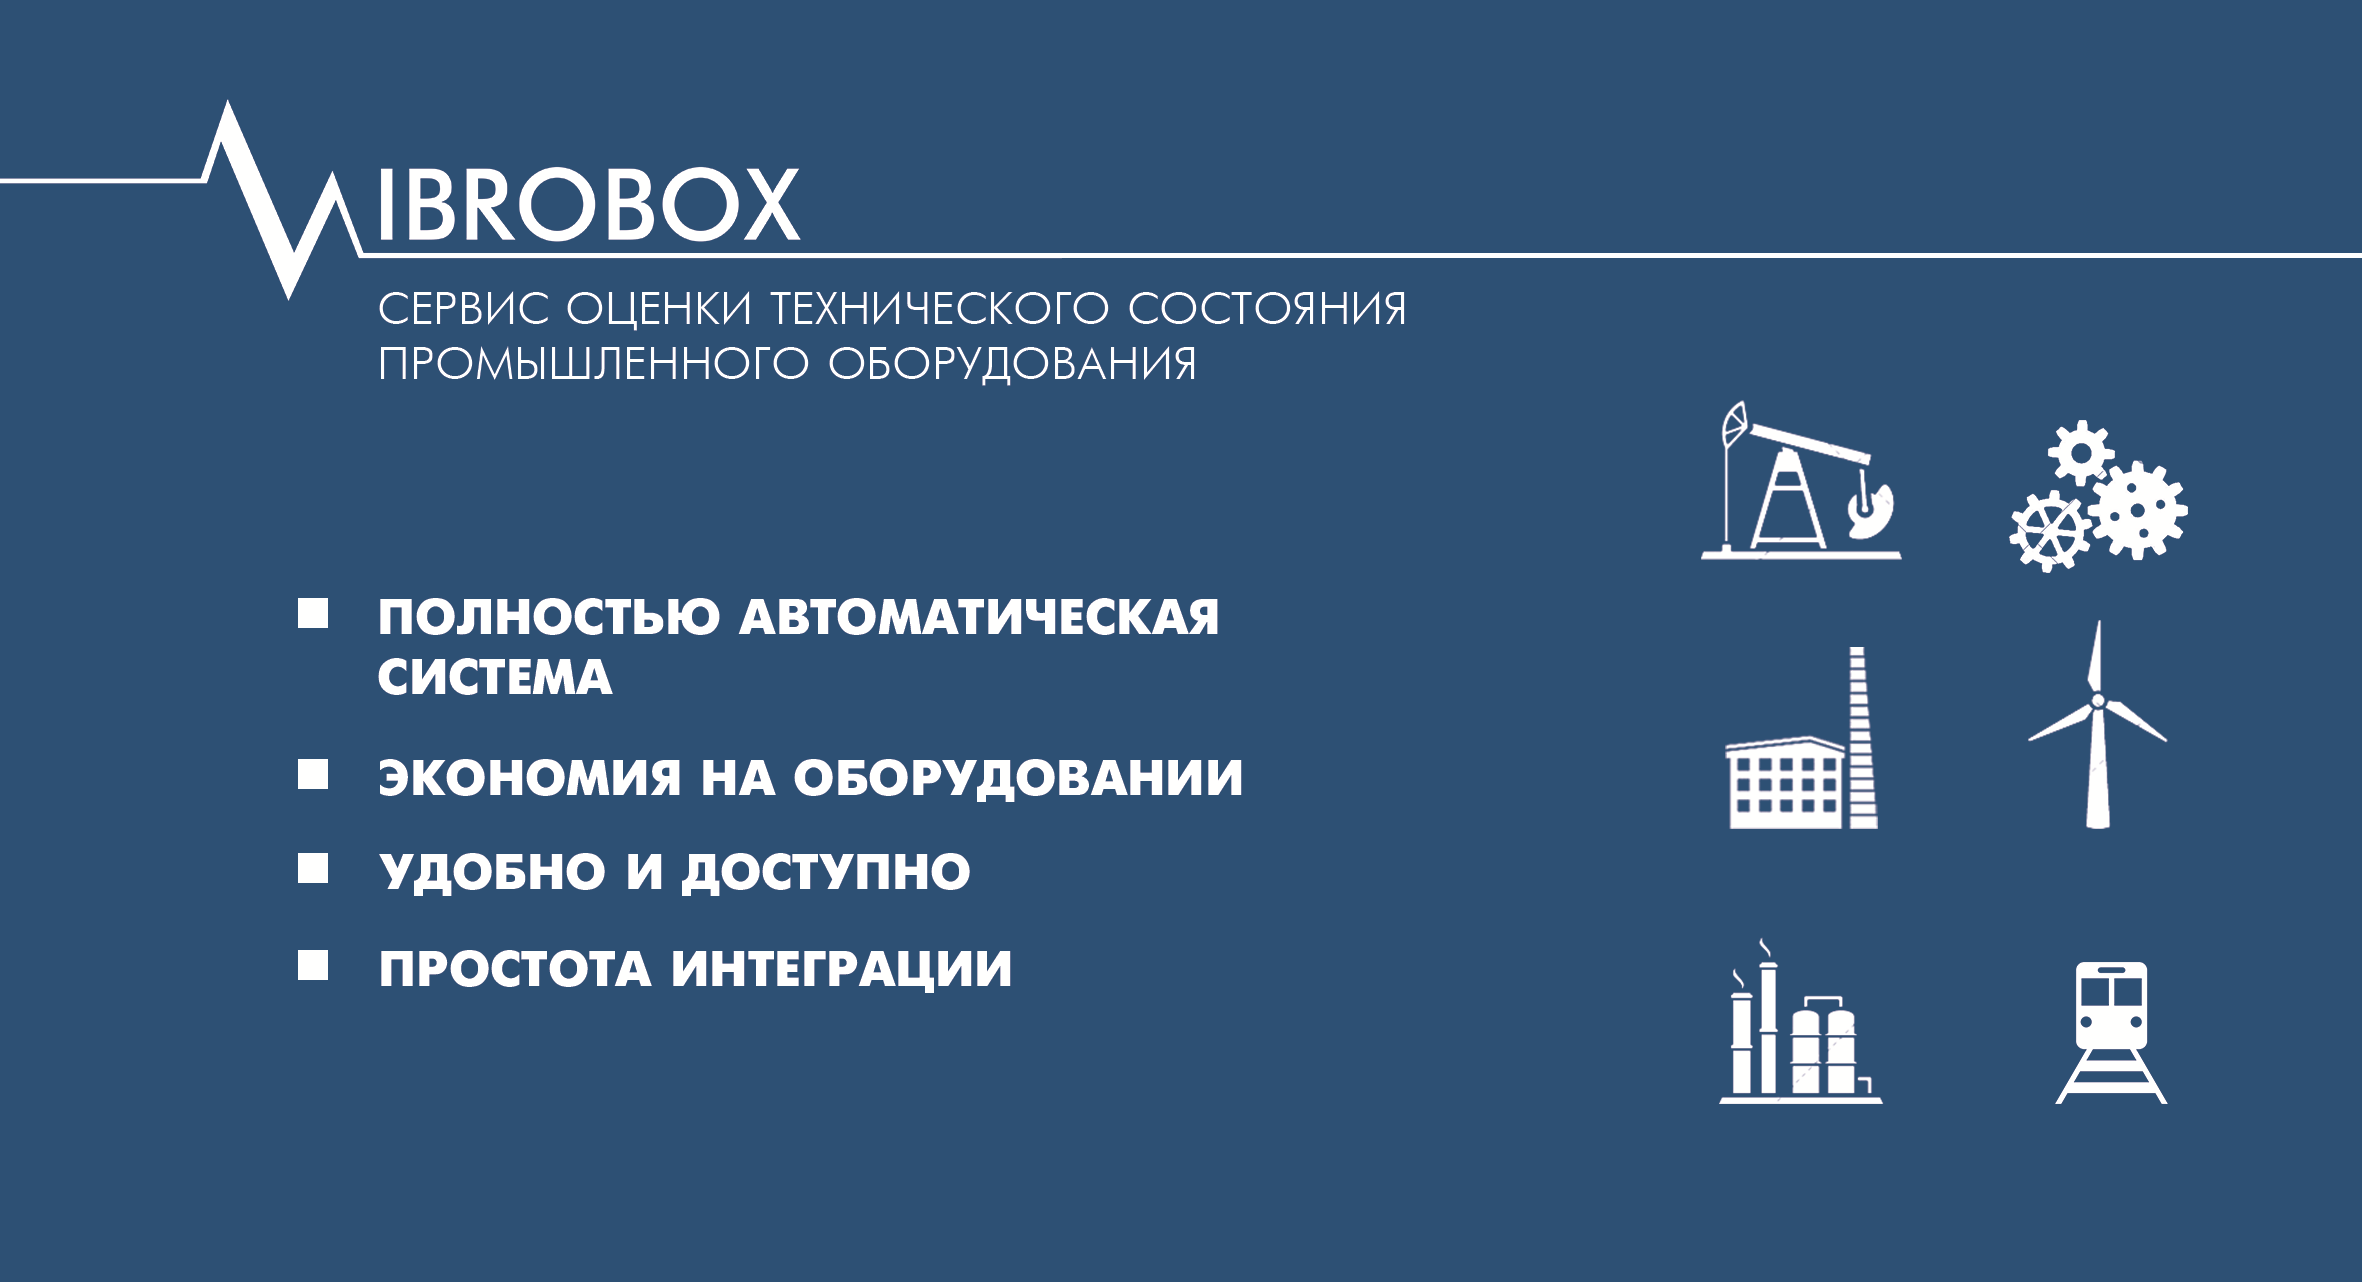 VIBROBOX
СЕРВИС ОЦЕНКИ ТЕХНИЧЕСКОГО СОСТОЯНИЯ
ПРОМЫШЛЕННОГО ОБОРУДОВАНИЯ
ПОЛНОСТЬЮ АВТОМАТИЧЕСКАЯ
СИСТЕМА
ЭКОНОМИЯ НА ОБОРУДОВАНИИ
УДОБНО И ДОСТУПНО
ПРОСТОТА ИНТЕГРАЦИИ